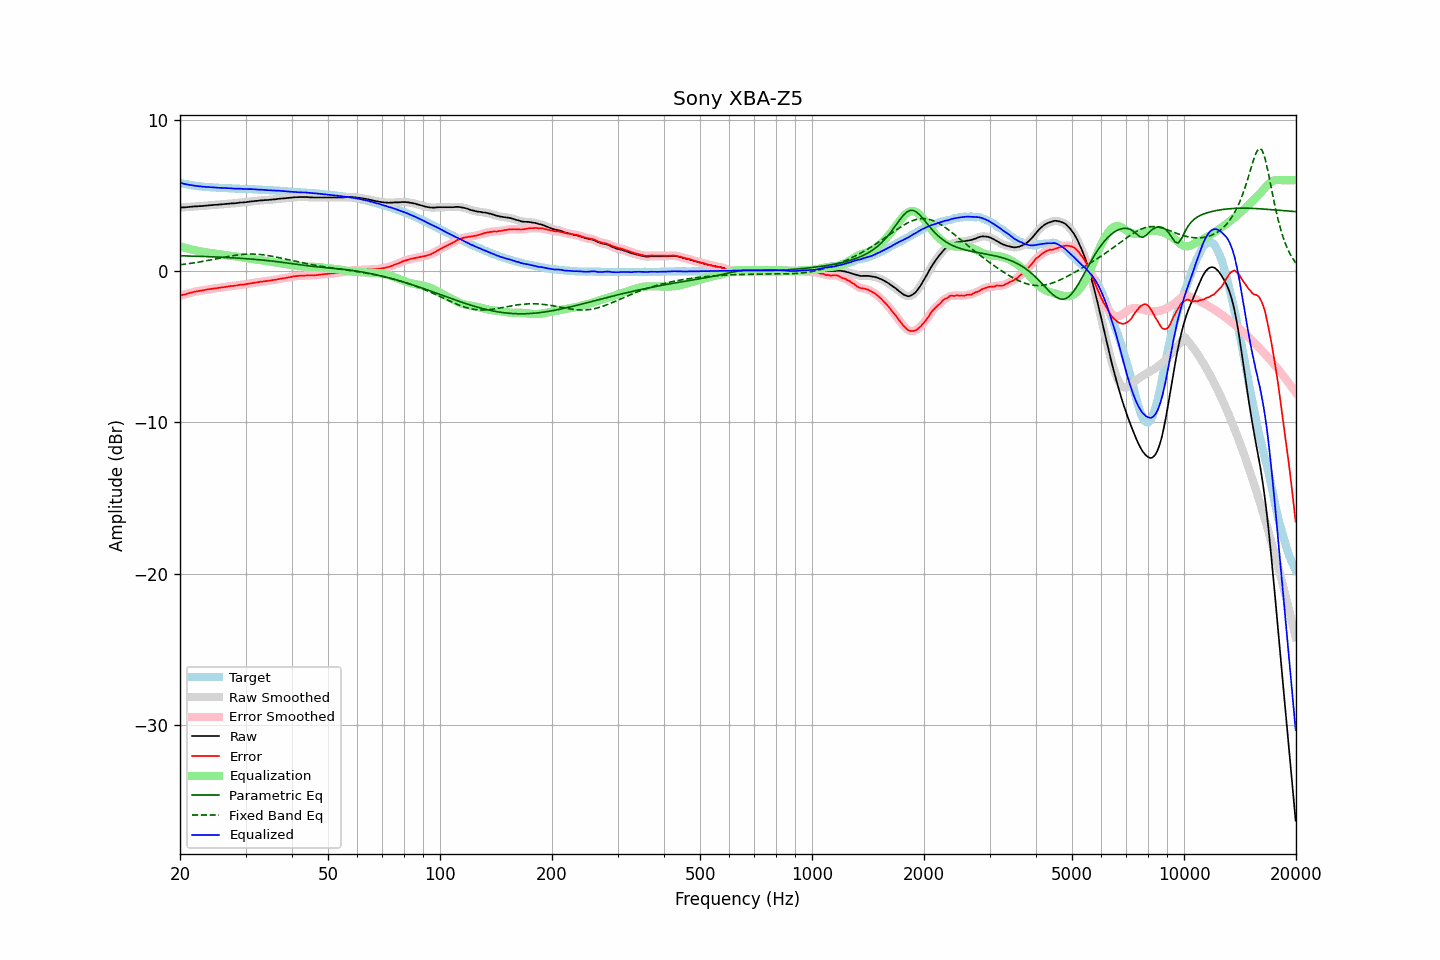 Sony XBA-Z5
Amplitude (dBr)
10
0
−10
−20
−30
Target
Raw Smoothed
Error Smoothed
Raw
Error
Equalization
Parametric Eq
Fixed Band Eq
Equalized
20 50 100 200 500 1000 2000 5000 10000 20000
Frequency (Hz)